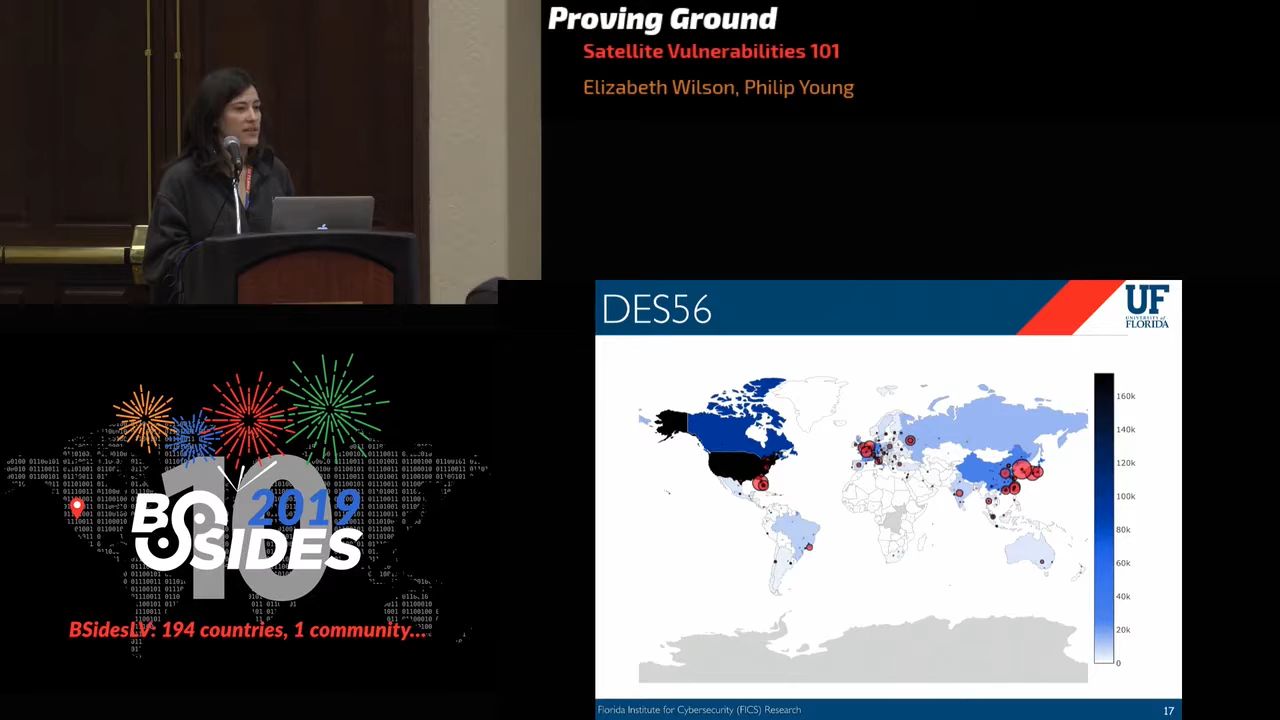 Proving Ground
Satellite Vulnerabilities 101
Elizabeth Wilson, Philip Young
DES56
UF
UNIVERSITY of
FLORIDA
160k
140k
120k
100k
80k
60k
40k
20k
0
10
2019
BSIDES
BSidesLV: 194 countries, 1 community...
Florida Institute for Cybersecurity (FICS) Research
17